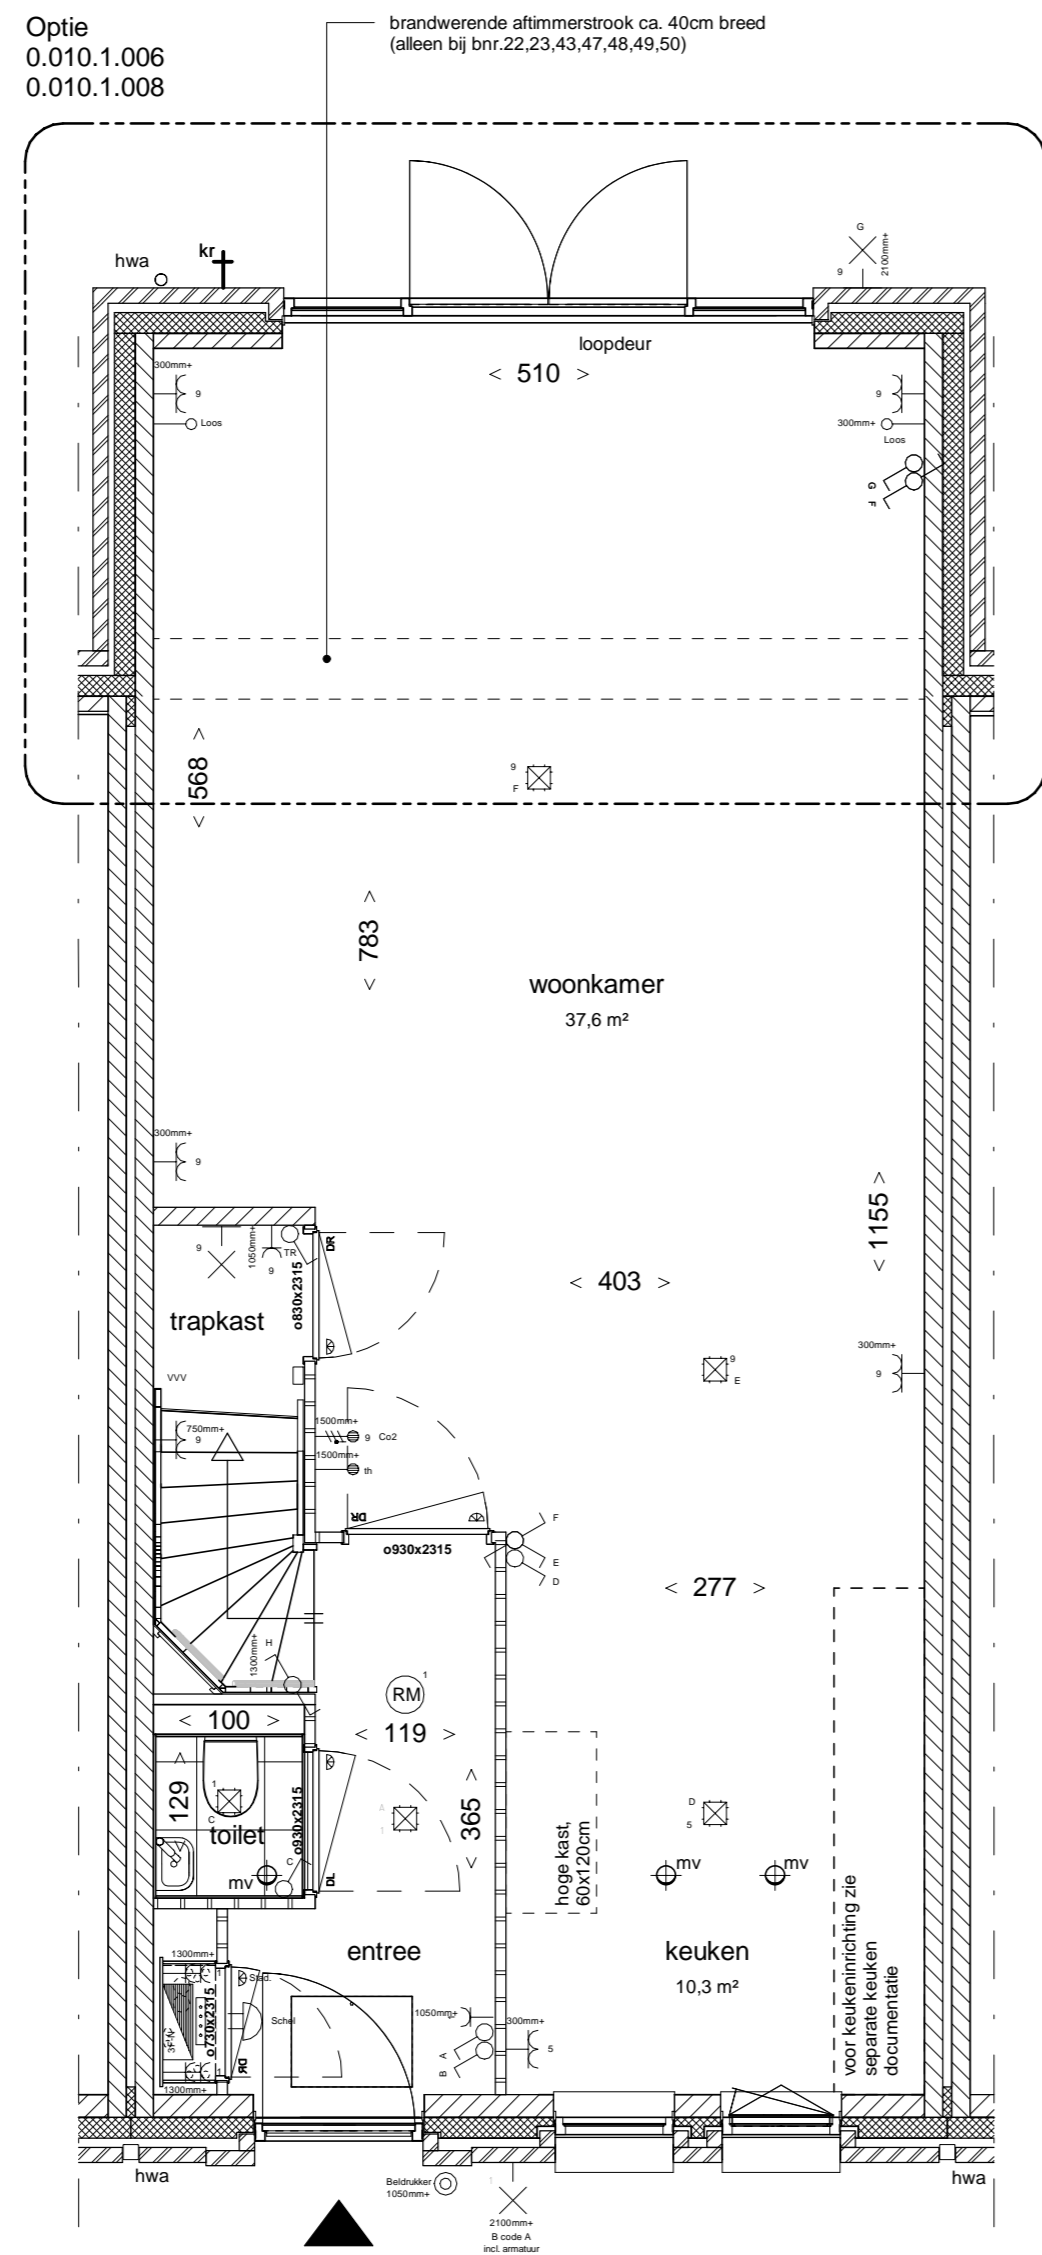 Optie
0.010.1.006
0.010.1.008
brandwerende aftimmerstrook ca. 40cm breed
(alleen bij bnr.22,23,43,47,48,49,50)
hwa
kr
G
9
2100mm+
loopdeur
< 510 >
300mm+
9
Loos
9
300mm+
Loos
G
F
< 568 >
9
F
< 783 >
woonkamer
37,6 m²
300mm+
9
< 1155 >
9
1050mm+
9
TR
DR
o830x2315
< 403 >
trapkast
VVV
300mm+
9
9
E
750mm+
9
1500mm+
9
Co2
1500mm+
th
DR
o930x2315
F
E
D
< 277 >
H
1300mm+
RM
1
< 100 >
< 119 >
< 129 >
1
C
toilet
mv
C
o930x2315
DL
A
1
< 365 >
hoge kast,
60x120cm
D
5
mv
mv
voor keukeninrichting zie
separate keuken
documentatie
entree
keuken
10,3 m²
1300mm+
1
o730x2315
1
DR
1300mm+
Schel
1050mm+
A
B
300mm+
5
hwa
Beldrukker
1050mm+
1
2100mm+
B code A
incl. armatuur
hwa